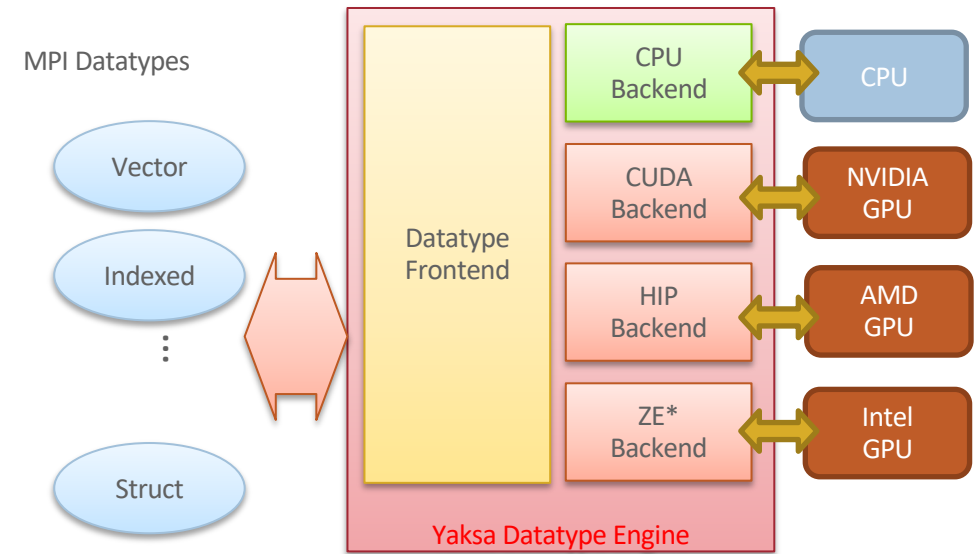 MPI Datatypes
Vector
Indexed
...
Struct
Datatype
Frontend
CPU
Backend
CUDA
Backend
HIP
Backend
ZE*
Backend
Yaksa Datatype Engine
CPU
NVIDIA
GPU
AMD
GPU
Intel
GPU